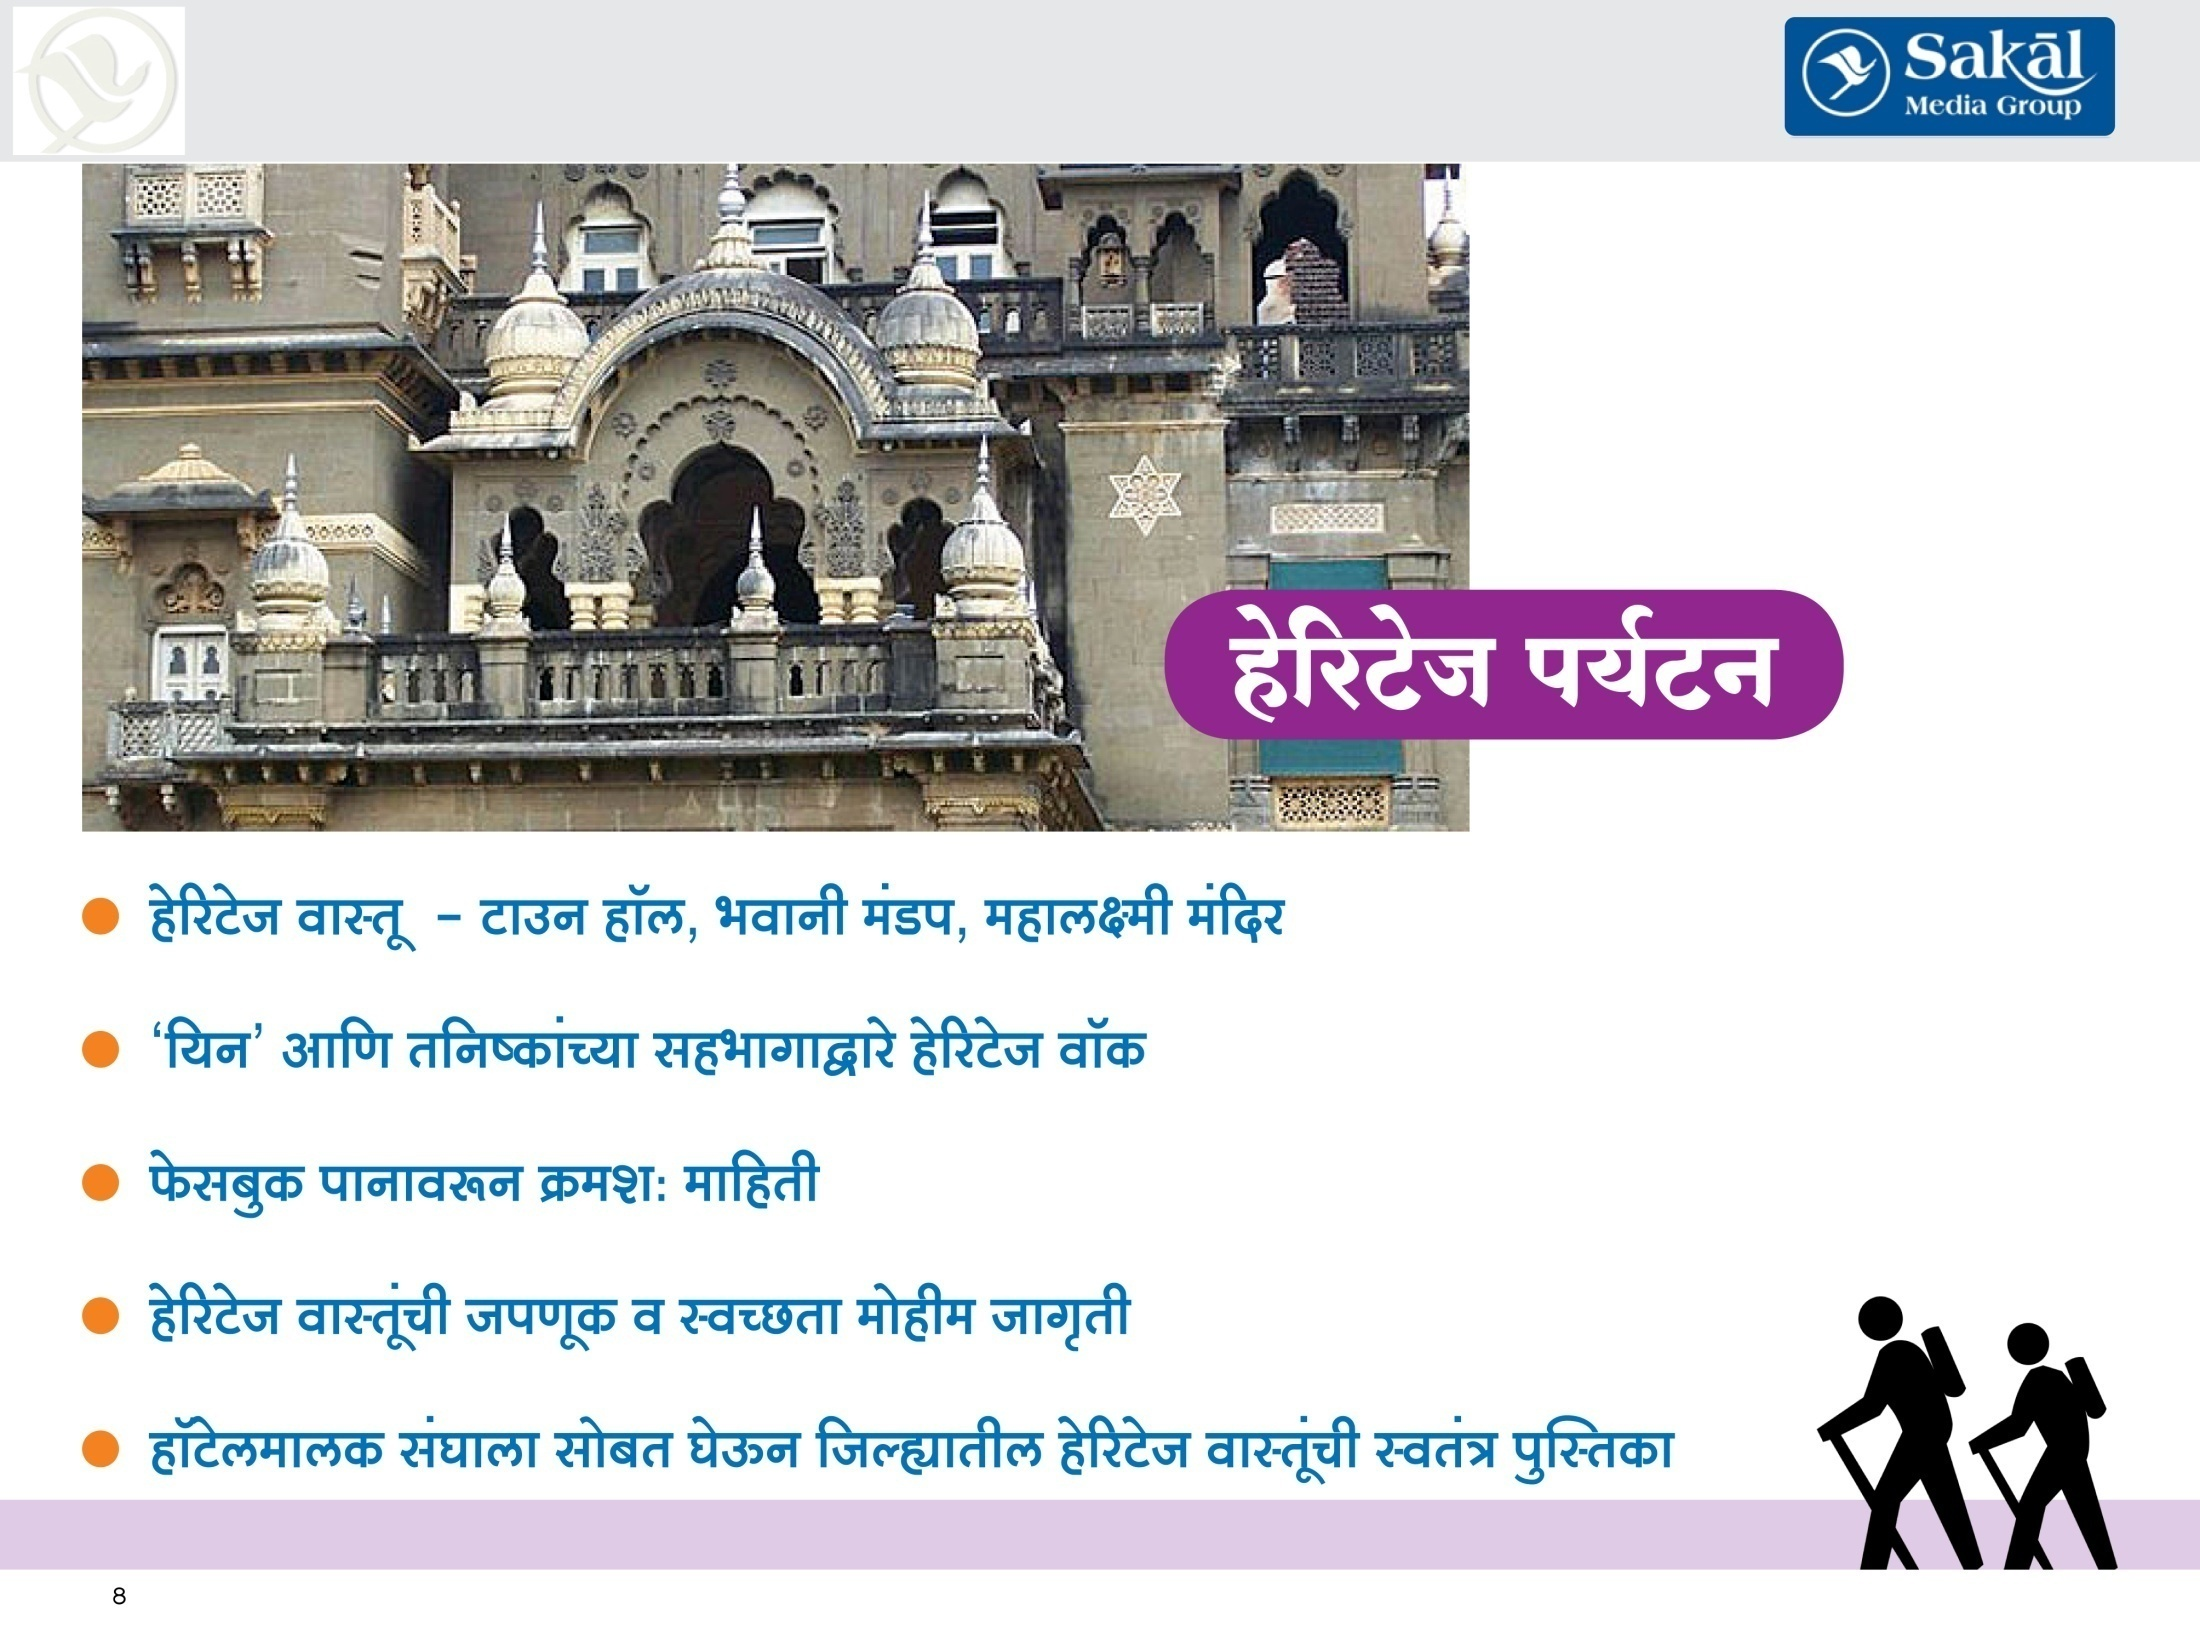 Sakāl
Media Group
हेरिटेज पर्यटन
हेरिटेज वास्तू – टाउन हॉल, भवानी मंडप, महालक्ष्मी मंदिर
‘यिन’ आणि तनिष्कांच्या सहभागाद्वारे हेरिटेज वॉक
फेसबुक पानावरून क्रमशः माहिती
हेरिटेज वास्तूंची जपणूक व स्वच्छता मोहीम जागृती
हॉटेलमालक संघाला सोबत घेऊन जिल्ह्यातील हेरिटेज वास्तूंची स्वतंत्र पुस्तिका
8